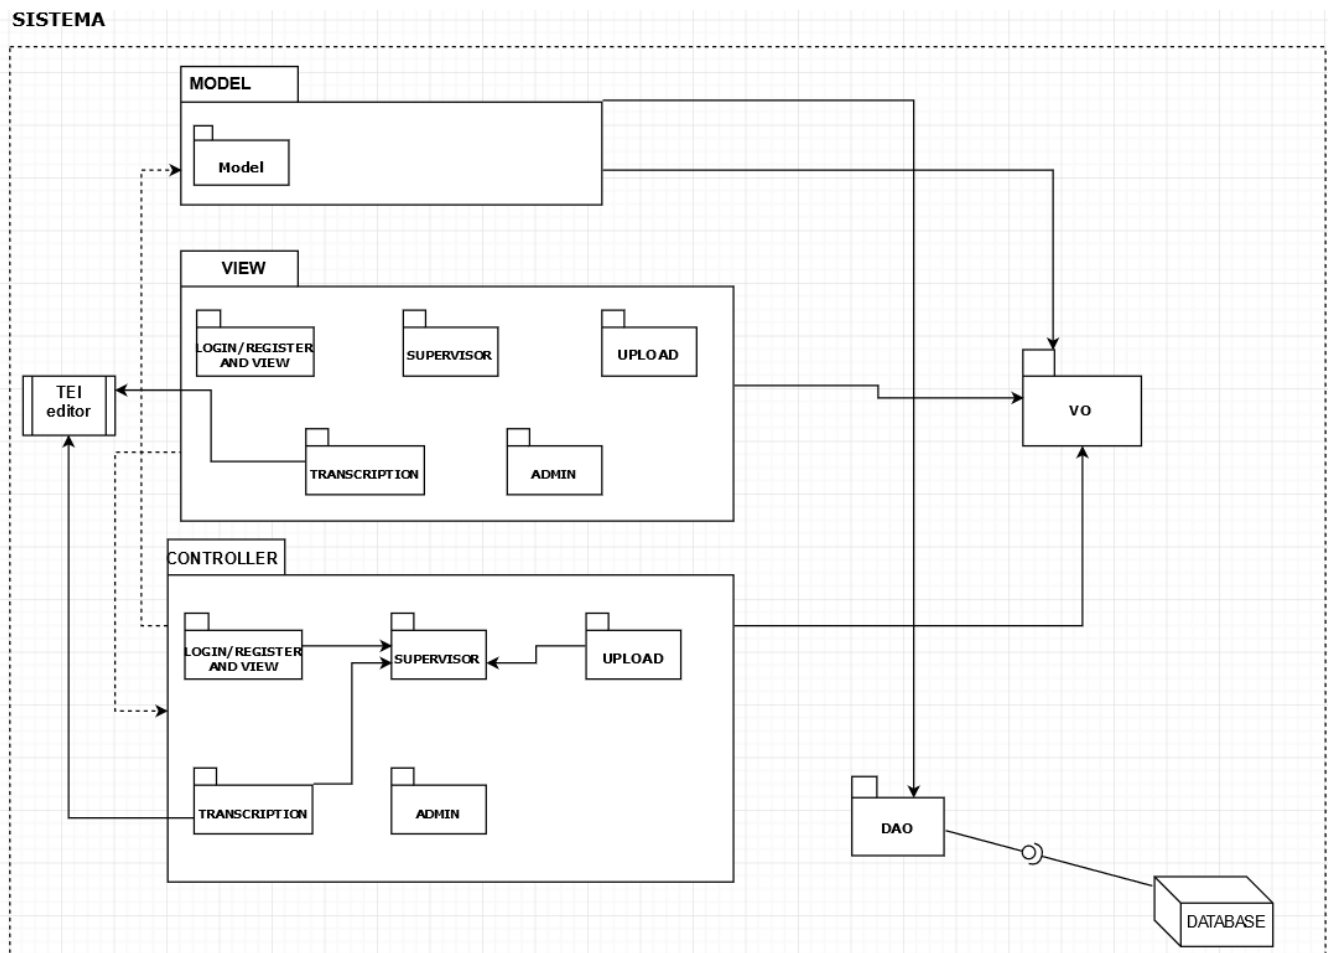 SISTEMA
MODEL
Model
VIEW
LOGIN/REGISTER
AND VIEW
SUPERVISOR
UPLOAD
TEI
editor
VO
TRANSCRIPTION
ADMIN
CONTROLLER
LOGIN/REGISTER
AND VIEW
SUPERVISOR
UPLOAD
TRANSCRIPTION
ADMIN
DAO
DATABASE